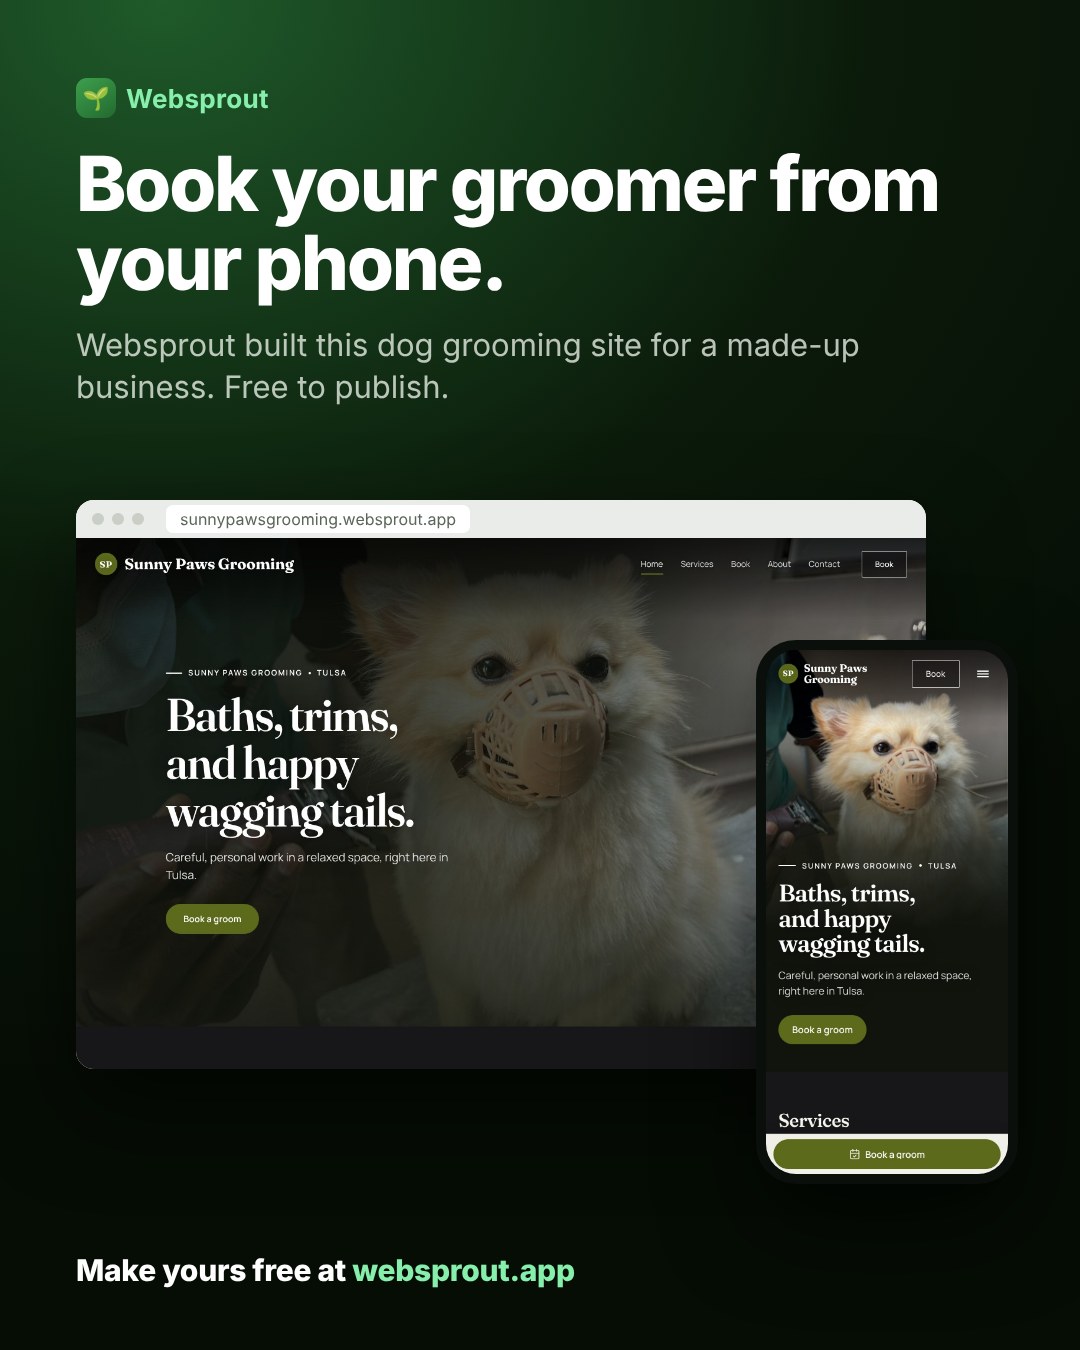 Websprout
Book your groomer from
your phone.
Websprout built this dog grooming site for a made-up
business. Free to publish.
sunnypawsgrooming.websprout.app
SP Sunny Paws Grooming
Home Services Book About Contact Book
SUNNY PAWS GROOMING • TULSA
Baths, trims,
and happy
wagging tails.
Careful, personal work in a relaxed space, right here in
Tulsa.
Book a groom
SP Sunny Paws
Grooming
Book
SUNNY PAWS GROOMING • TULSA
Baths, trims,
and happy
wagging tails.
Careful, personal work in a relaxed space,
right here in Tulsa.
Book a groom
Services
Book a groom
Make yours free at websprout.app